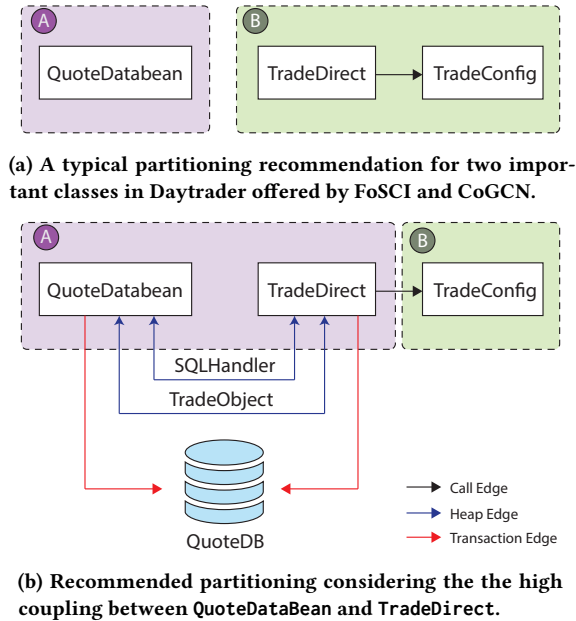 A
B
QuoteDatabean
TradeDirect
TradeConfig
(a) A typical partitioning recommendation for two impor-
tant classes in Daytrader offered by FoSCI and CoGCN.
A
B
QuoteDatabean
TradeDirect
TradeConfig
SQLHandler
TradeObject
QuoteDB
Call Edge
Heap Edge
Transaction Edge
(b) Recommended partitioning considering the the high
coupling between QuoteDataBean and TradeDirect.